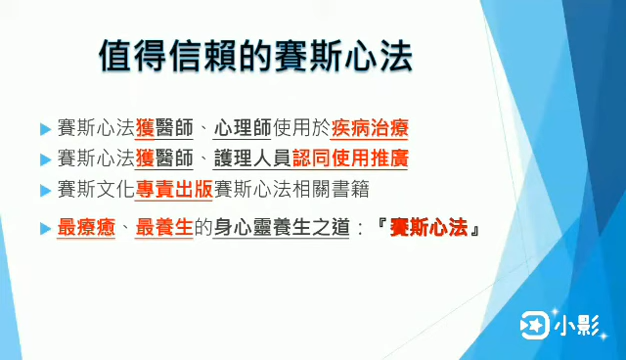 值得信賴的賽斯心法
賽斯心法獲醫師、心理師使用於疾病治療
賽斯心法獲醫師、護理人員認同使用推廣
賽斯文化專責出版賽斯心法相關書籍
最療癒、最養生的身心靈養生之道：『賽斯心法』
小影